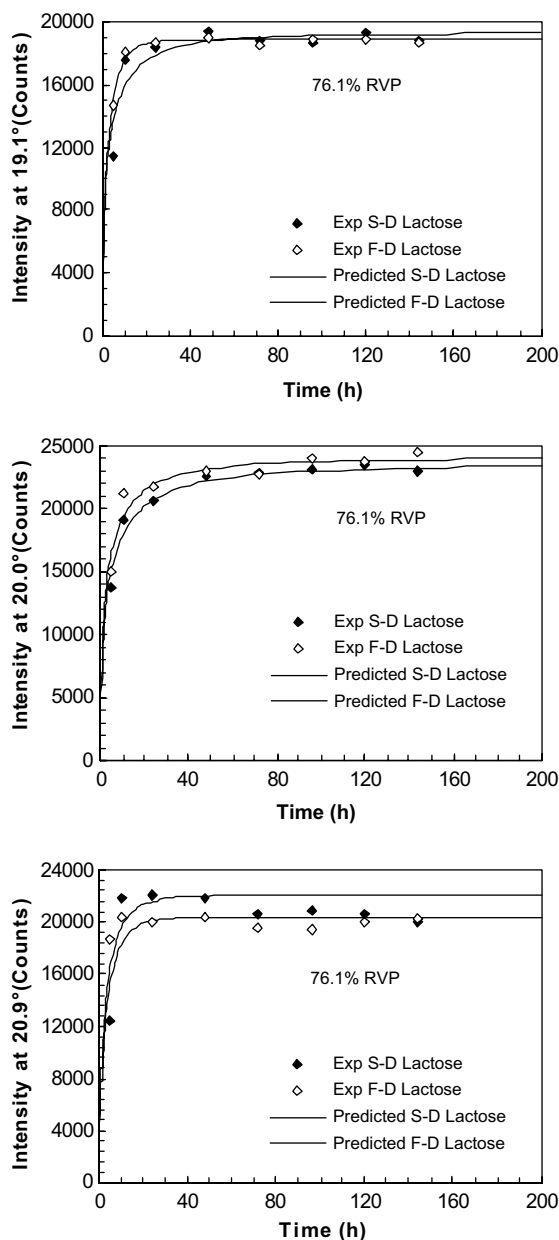 20000
16000
12000
8000
4000
0
Intensity at 19.1°(Counts)
76.1% RVP
Exp S-D Lactose
Exp F-D Lactose
Predicted S-D Lactose
Predicted F-D Lactose
0 40 80 120 160 200
Time (h)
25000
20000
15000
10000
5000
0
Intensity at 20.0°(Counts)
76.1% RVP
Exp S-D Lactose
Exp F-D Lactose
Predicted S-D Lactose
Predicted F-D Lactose
0 40 80 120 160 200
Time (h)
24000
20000
16000
12000
8000
4000
0
Intensity at 20.9°(Counts)
76.1% RVP
Exp S-D Lactose
Exp F-D Lactose
Predicted S-D Lactose
Predicted F-D Lactose
0 40 80 120 160 200
Time (h)